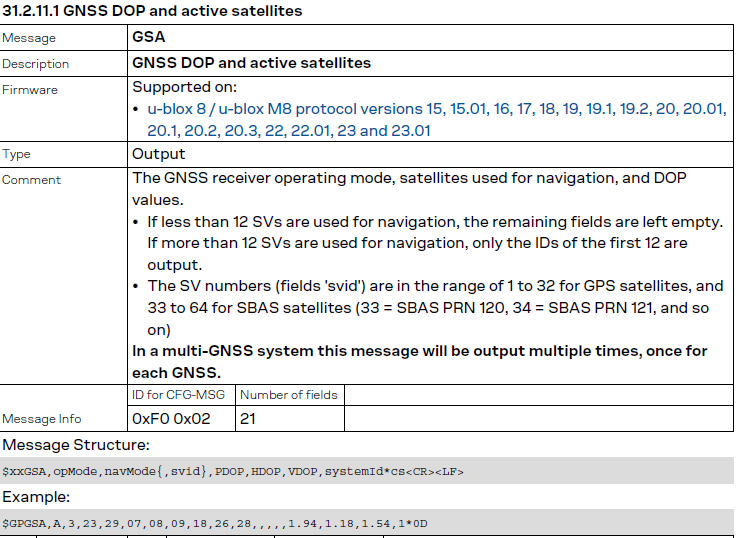 31.2.11.1 GNSS DOP and active satellites
Message GSA
Description GNSS DOP and active satellites
Firmware Supported on:
• u-blox 8 / u-blox M8 protocol versions 15, 15.01, 16, 17, 18, 19, 19.1, 19.2, 20, 20.01,
20.1, 20.2, 20.3, 22, 22.01, 23 and 23.01
Type Output
Comment The GNSS receiver operating mode, satellites used for navigation, and DOP
values.
• If less than 12 SVs are used for navigation, the remaining fields are left empty.
If more than 12 SVs are used for navigation, only the IDs of the first 12 are
output.
• The SV numbers (fields 'svid') are in the range of 1 to 32 for GPS satellites, and
33 to 64 for SBAS satellites (33 = SBAS PRN 120, 34 = SBAS PRN 121, and so
on)
In a multi-GNSS system this message will be output multiple times, once for
each GNSS.
ID for CFG-MSG Number of fields
Message Info 0xF0 0x02 21
Message Structure:
$xxGSA,opMode,navMode{,svid},PDOP,HDOP,VDOP,systemId*cs<CR><LF>
Example:
$GPGSA,A,3,23,29,07,08,09,18,26,28,,,,,1.94,1.18,1.54,1*0D